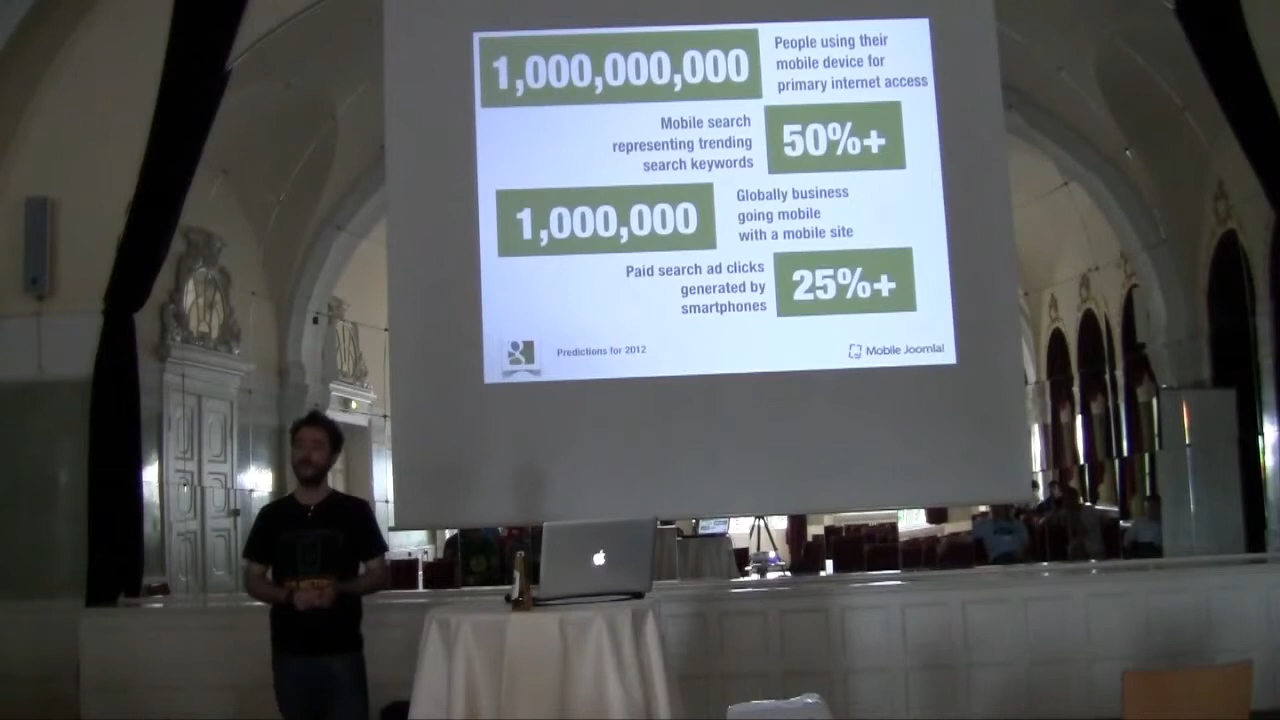 1,000,000,000
People using their
mobile device for
primary internet access
Mobile search
representing trending
search keywords
50%+
1,000,000
Globally business
going mobile
with a mobile site
Paid search ad clicks
generated by
smartphones
25%+
Predictions for 2012
Mobile Joomla!